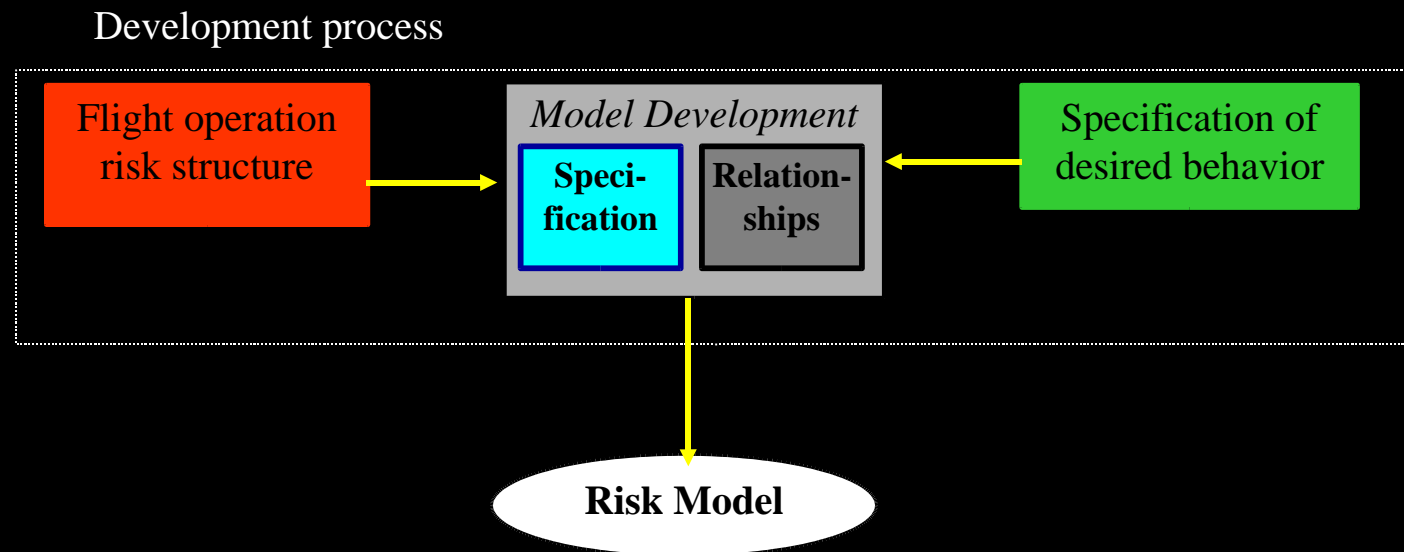 Development process
Flight operation
risk structure
Model Development
Speci-
fication
Relation-
ships
Specification of
desired behavior
Risk Model